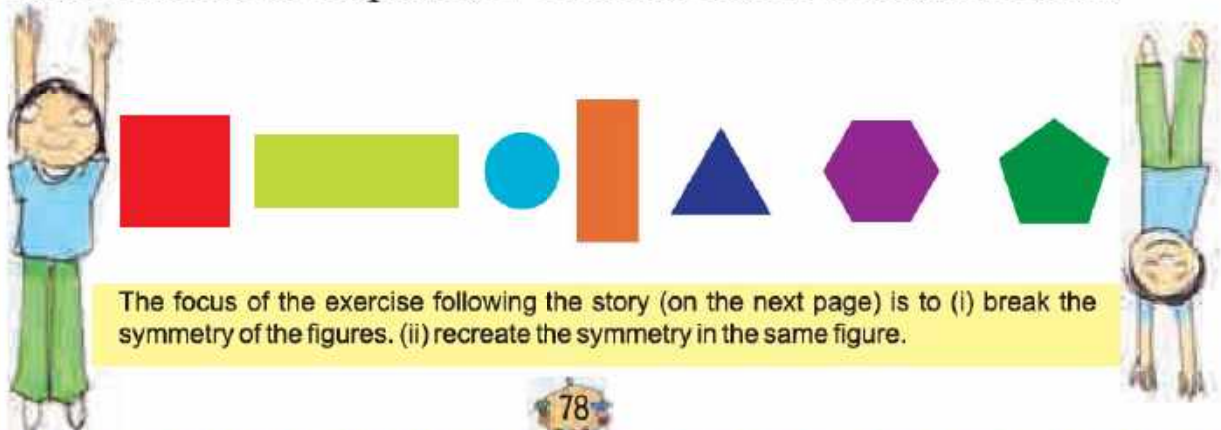 The focus of the exercise following the story (on the next page) is to (i) break the
symmetry of the figures. (ii) recreate the symmetry in the same figure.
78